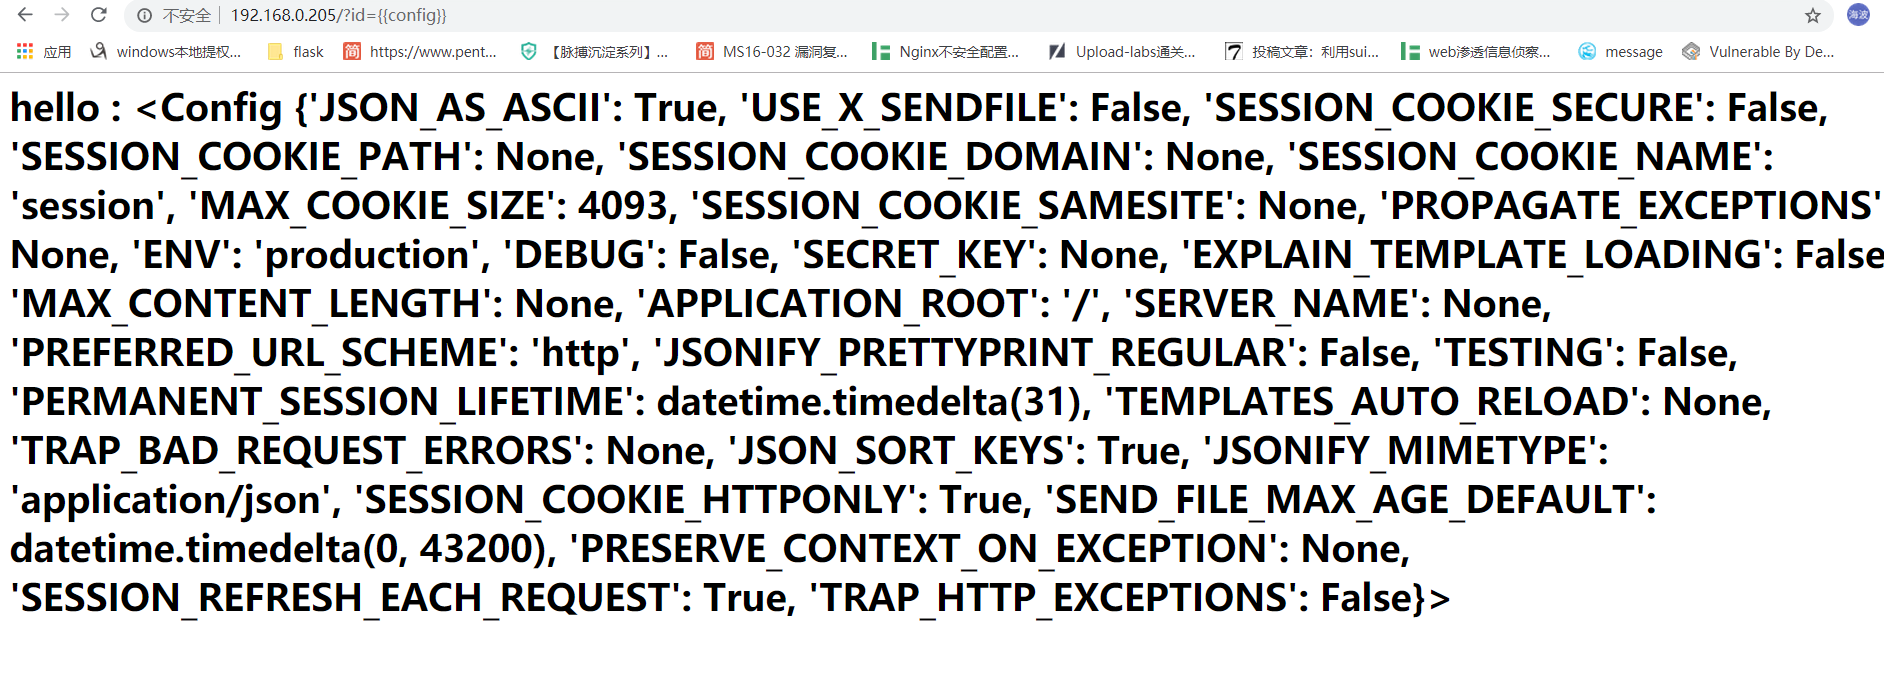 不安全 | 192.168.0.205/?id={{config}}
海波
应用 windows本地提权... flask 简 https://www.pent... 【脉搏沉淀系列】... 简 MS16-032 漏洞复... Nginx不安全配置... Upload-labs通关... 7 投稿文章：利用sui... web渗透信息侦察... message Vulnerable By De...
hello : <Config {'JSON_AS_ASCII': True, 'USE_X_SENDFILE': False, 'SESSION_COOKIE_SECURE': False,
'SESSION_COOKIE_PATH': None, 'SESSION_COOKIE_DOMAIN': None, 'SESSION_COOKIE_NAME':
'session', 'MAX_COOKIE_SIZE': 4093, 'SESSION_COOKIE_SAMESITE': None, 'PROPAGATE_EXCEPTIONS'
None, 'ENV': 'production', 'DEBUG': False, 'SECRET_KEY': None, 'EXPLAIN_TEMPLATE_LOADING': False
'MAX_CONTENT_LENGTH': None, 'APPLICATION_ROOT': '/', 'SERVER_NAME': None,
'PREFERRED_URL_SCHEME': 'http', 'JSONIFY_PRETTYPRINT_REGULAR': False, 'TESTING': False,
'PERMANENT_SESSION_LIFETIME': datetime.timedelta(31), 'TEMPLATES_AUTO_RELOAD': None,
'TRAP_BAD_REQUEST_ERRORS': None, 'JSON_SORT_KEYS': True, 'JSONIFY_MIMETYPE':
'application/json', 'SESSION_COOKIE_HTTPONLY': True, 'SEND_FILE_MAX_AGE_DEFAULT':
datetime.timedelta(0, 43200), 'PRESERVE_CONTEXT_ON_EXCEPTION': None,
'SESSION_REFRESH_EACH_REQUEST': True, 'TRAP_HTTP_EXCEPTIONS': False}>